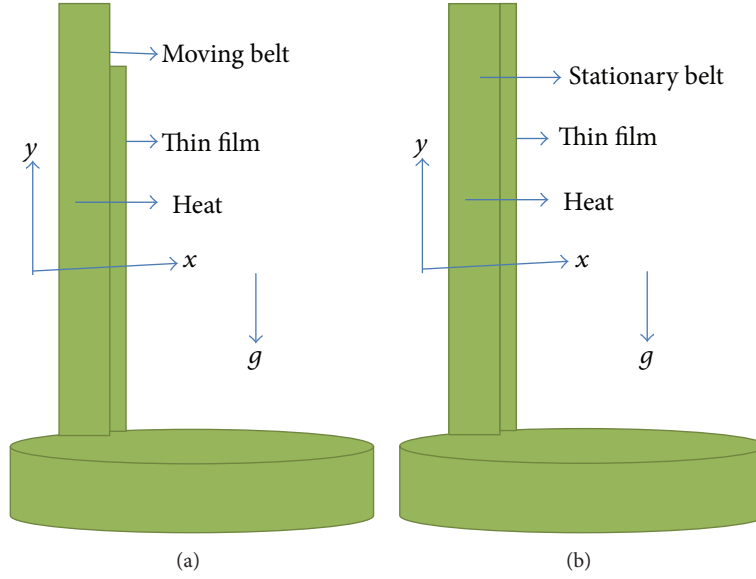 Moving belt
Thin film
y
Heat
x
g
(a)
Stationary belt
Thin film
y
Heat
x
g
(b)